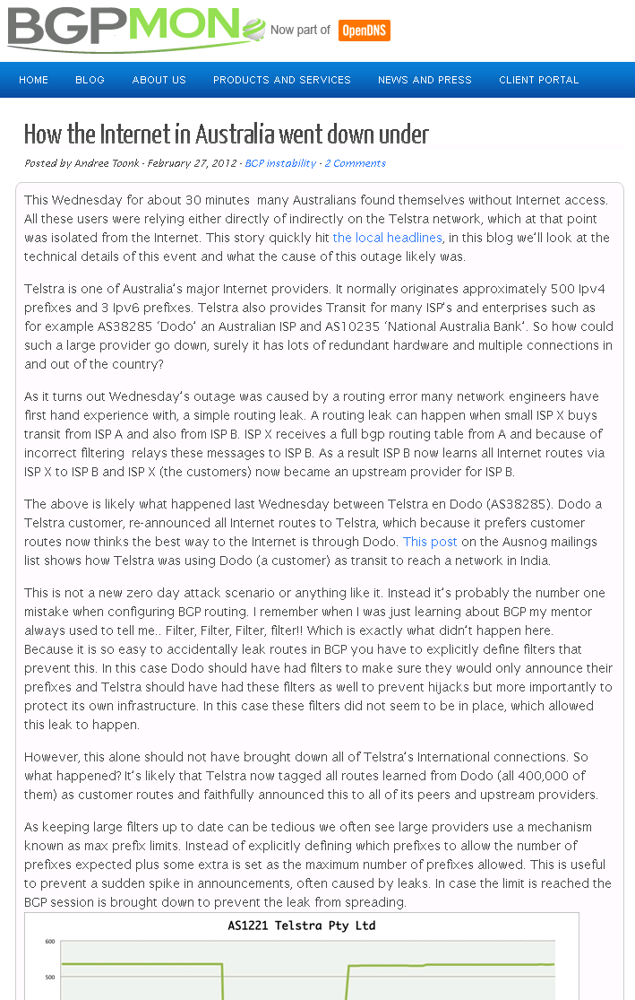 BGPMON Now part of OpenDNS
HOME BLOG ABOUT US PRODUCTS AND SERVICES NEWS AND PRESS CLIENT PORTAL
How the Internet in Australia went down under
Posted by Andree Toonk - February 27, 2012 - BGP instability - 2 Comments
This Wednesday for about 30 minutes  many Australians found themselves without Internet access.
All these users were relying either directly of indirectly on the Telstra network, which at that point
was isolated from the Internet. This story quickly hit the local headlines, in this blog we'll look at the
technical details of this event and what the cause of this outage likely was.
Telstra is one of Australia's major Internet providers. It normally originates approximately 500 Ipv4
prefixes and 3 Ipv6 prefixes. Telstra also provides Transit for many ISP's and enterprises such as
for example AS38285 'Dodo' an Australian ISP and AS10235 'National Australia Bank'. So how could
such a large provider go down, surely it has lots of redundant hardware and multiple connections in
and out of the country?
As it turns out Wednesday's outage was caused by a routing error many network engineers have
first hand experience with, a simple routing leak. A routing leak can happen when small ISP X buys
transit from ISP A and also from ISP B. ISP X receives a full bgp routing table from A and because of
incorrect filtering  relays these messages to ISP B. As a result ISP B now learns all Internet routes via
ISP X to ISP B and ISP X (the customers) now became an upstream provider for ISP B.
The above is likely what happened last Wednesday between Telstra en Dodo (AS38285). Dodo a
Telstra customer, re-announced all Internet routes to Telstra, which because it prefers customer
routes now thinks the best way to the Internet is through Dodo. This post on the Ausnog mailings
list shows how Telstra was using Dodo (a customer) as transit to reach a network in India.
This is not a new zero day attack scenario or anything like it. Instead it's probably the number one
mistake when configuring BGP routing. I remember when I was just learning about BGP my mentor
always used to tell me.. Filter, Filter, Filter, filter!! Which is exactly what didn't happen here.
Because it is so easy to accidentally leak routes in BGP you have to explicitly define filters that
prevent this. In this case Dodo should have had filters to make sure they would only announce their
prefixes and Telstra should have had these filters as well to prevent hijacks but more importantly to
protect its own infrastructure. In this case these filters did not seem to be in place, which allowed
this leak to happen.
However, this alone should not have brought down all of Telstra's International connections. So
what happened? It's likely that Telstra now tagged all routes learned from Dodo (all 400,000 of
them) as customer routes and faithfully announced this to all of its peers and upstream providers.
As keeping large filters up to date can be tedious we often see large providers use a mechanism
known as max prefix limits. Instead of explicitly defining which prefixes to allow the number of
prefixes expected plus some extra is set as the maximum number of prefixes allowed. This is useful
to prevent a sudden spike in announcements, often caused by leaks. In case the limit is reached the
BGP session is brought down to prevent the leak from spreading.
AS1221 Telstra Pty Ltd
600
500